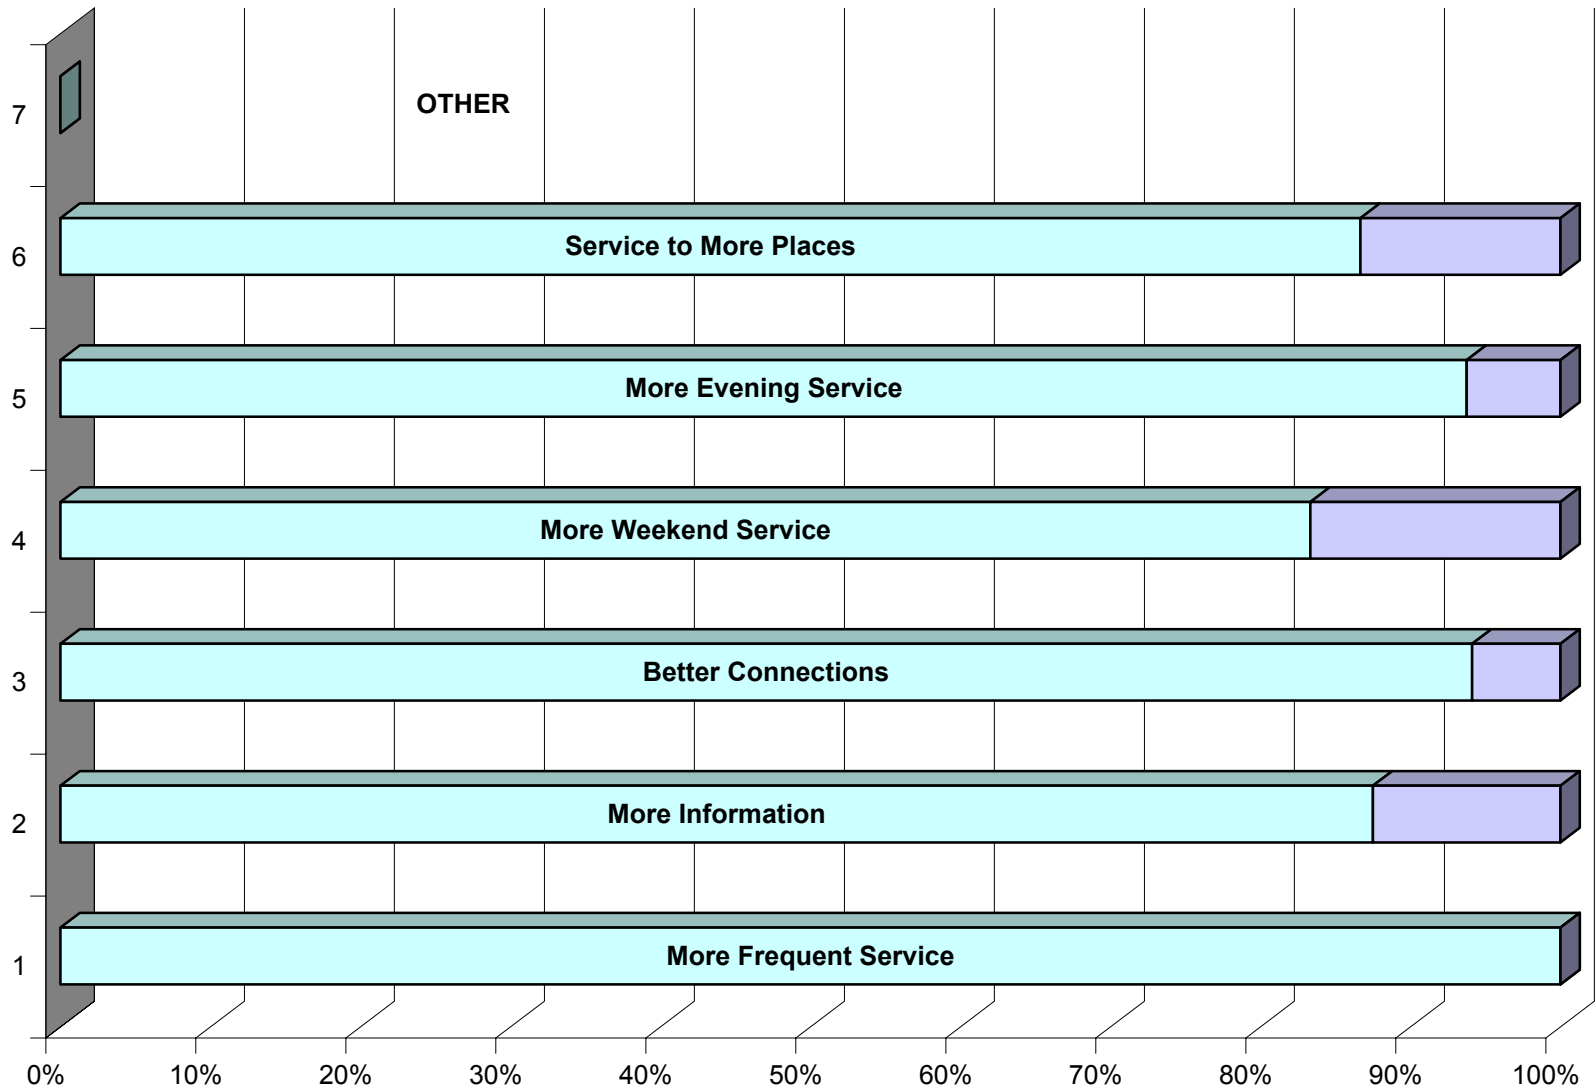 7
OTHER
6
Service to More Places
5
More Evening Service
4
More Weekend Service
3
Better Connections
2
More Information
1
More Frequent Service
0% 10% 20% 30% 40% 50% 60% 70% 80% 90% 100%